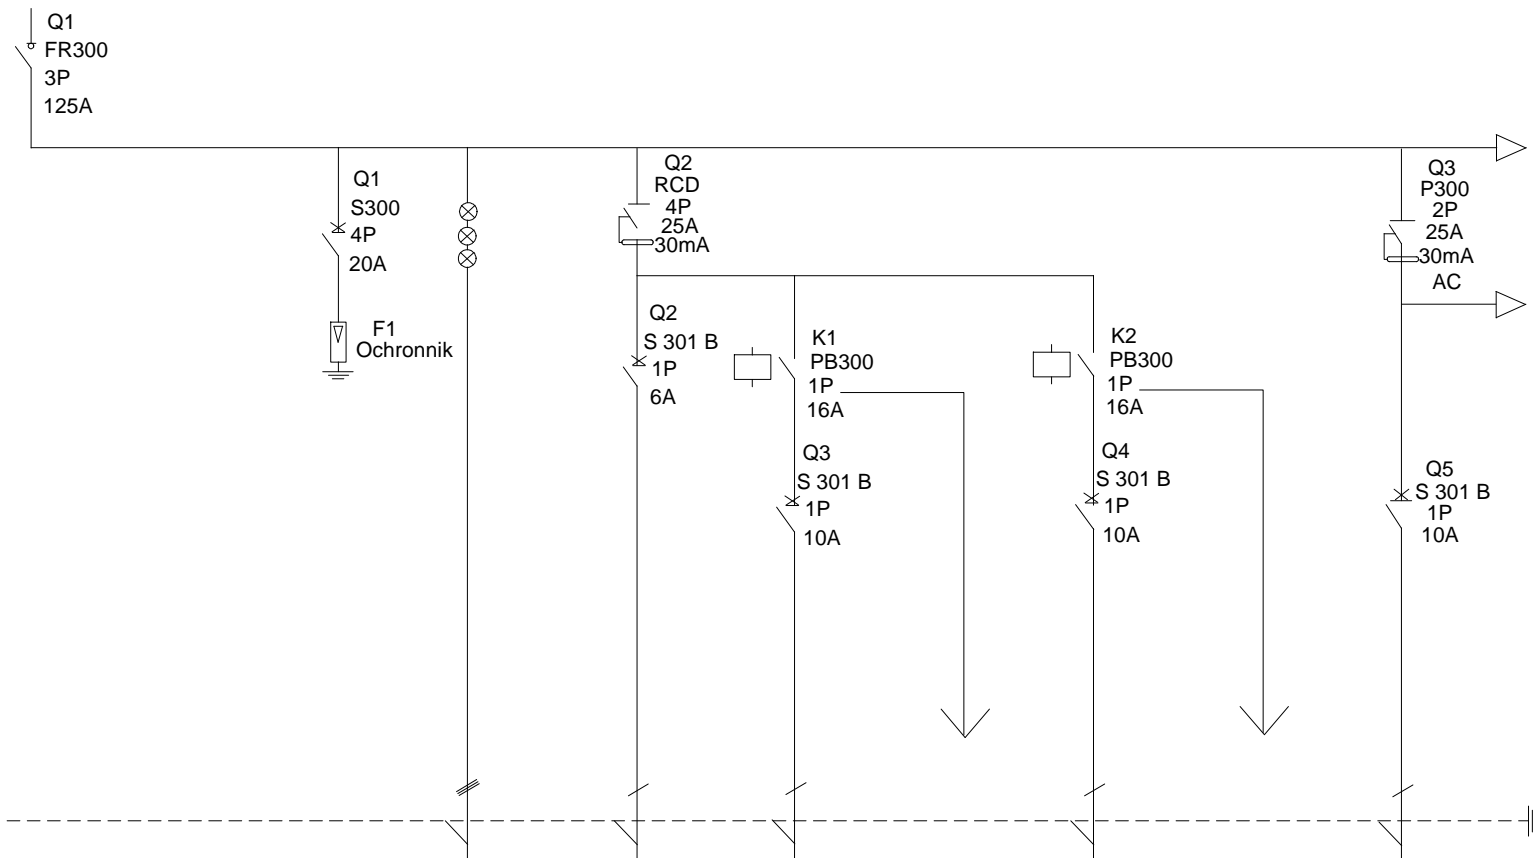 Q1
FR300
3P
125A
Q1
S300
4P
20A
F1
Ochronnik
Q2
RCD
4P
25A
30mA
Q2
S 301 B
1P
6A
K1
PB300
1P
16A
Q3
S 301 B
1P
10A
K2
PB300
1P
16A
Q4
S 301 B
1P
10A
Q3
P300
2P
25A
30mA
AC
Q5
S 301 B
1P
10A